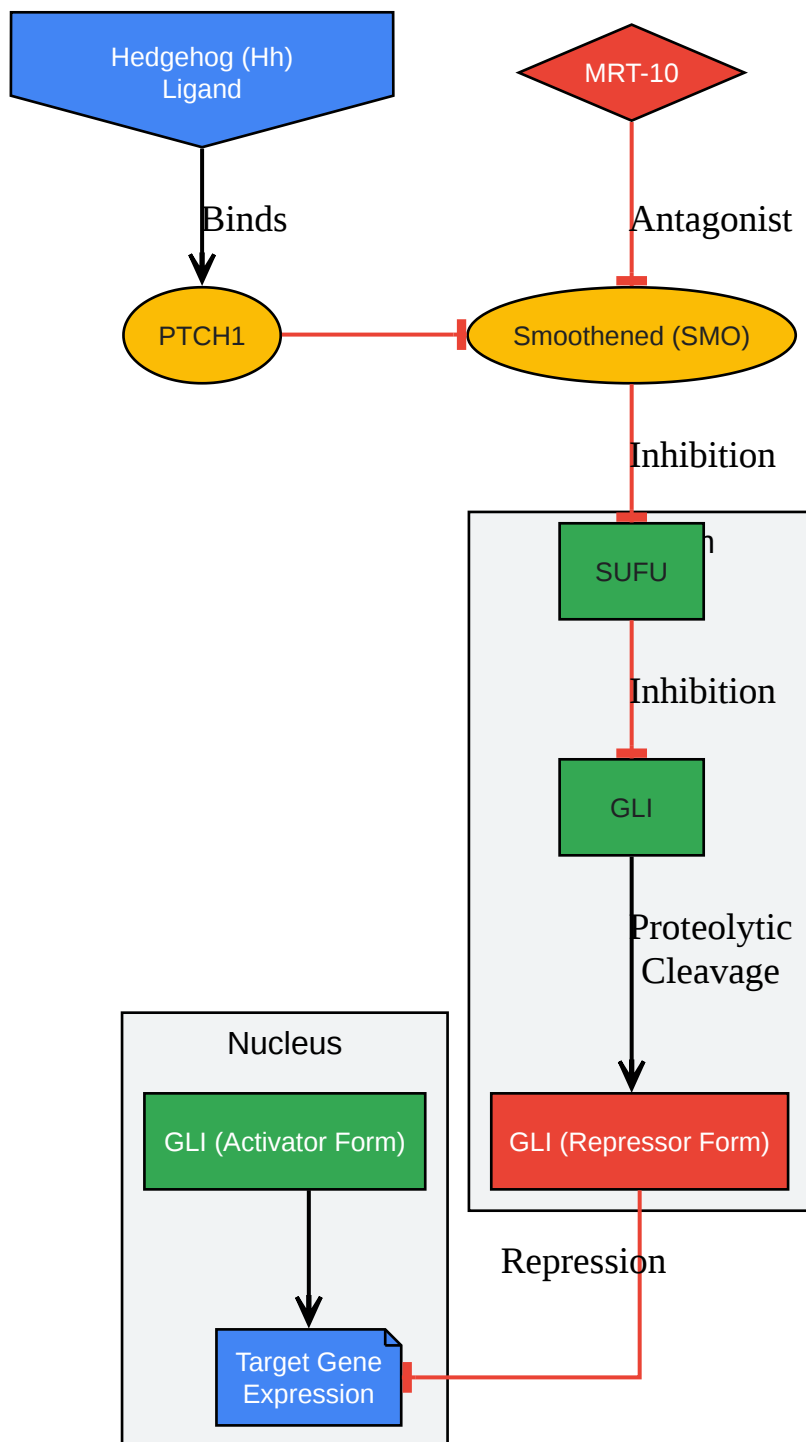 Hedgehog (Hh)
Ligand
MRT-10
Binds
Antagonist
PTCH1
Smoothened (SMO)
Inhibition
SUFU
Inhibition
GLI
Proteolytic
Cleavage
Nucleus
GLI (Activator Form)
GLI (Repressor Form)
Repression
Target Gene
Expression